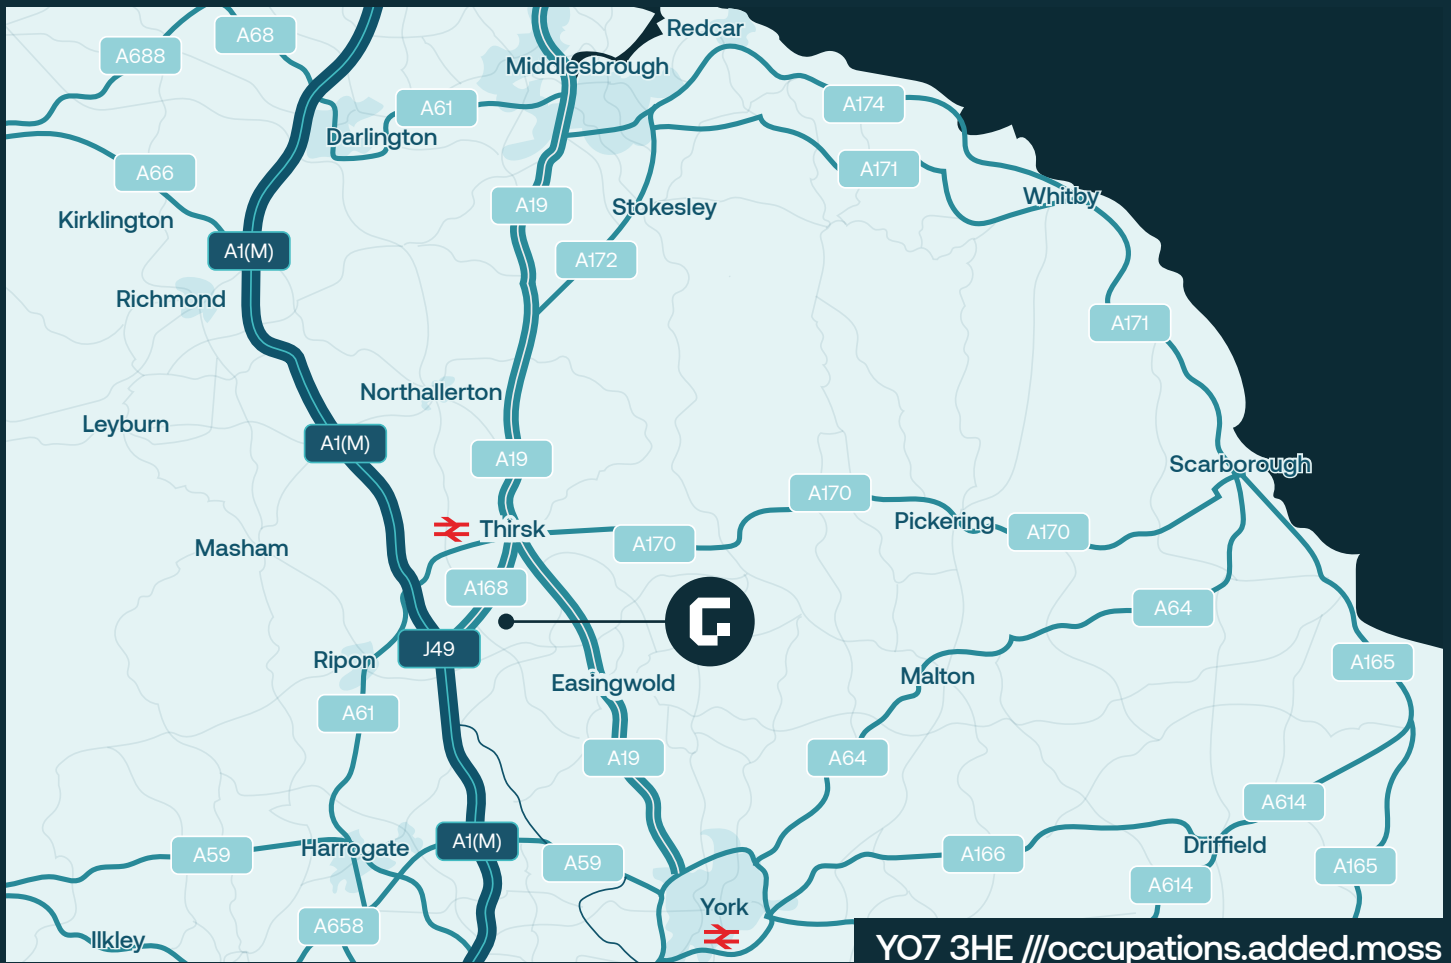 Redcar
A68
A688
Middlesbrough
A61
A174
Darlington
A66
A171
Whitby
A19
Stokesley
Kirklington
A1(M)
A172
Richmond
A171
Northallerton
Leyburn
A1(M)
A19
Scarborough
A170
Pickering
Thirsk
A170
A170
Masham
A168
A64
J49
Ripon
A165
Malton
Easingwold
A61
A19
A64
A614
A1(M)
Driffield
Harrogate
A59
A59
A166
A165
A614
York
A658
Ilkley
YO7 3HE ///occupations.added.moss